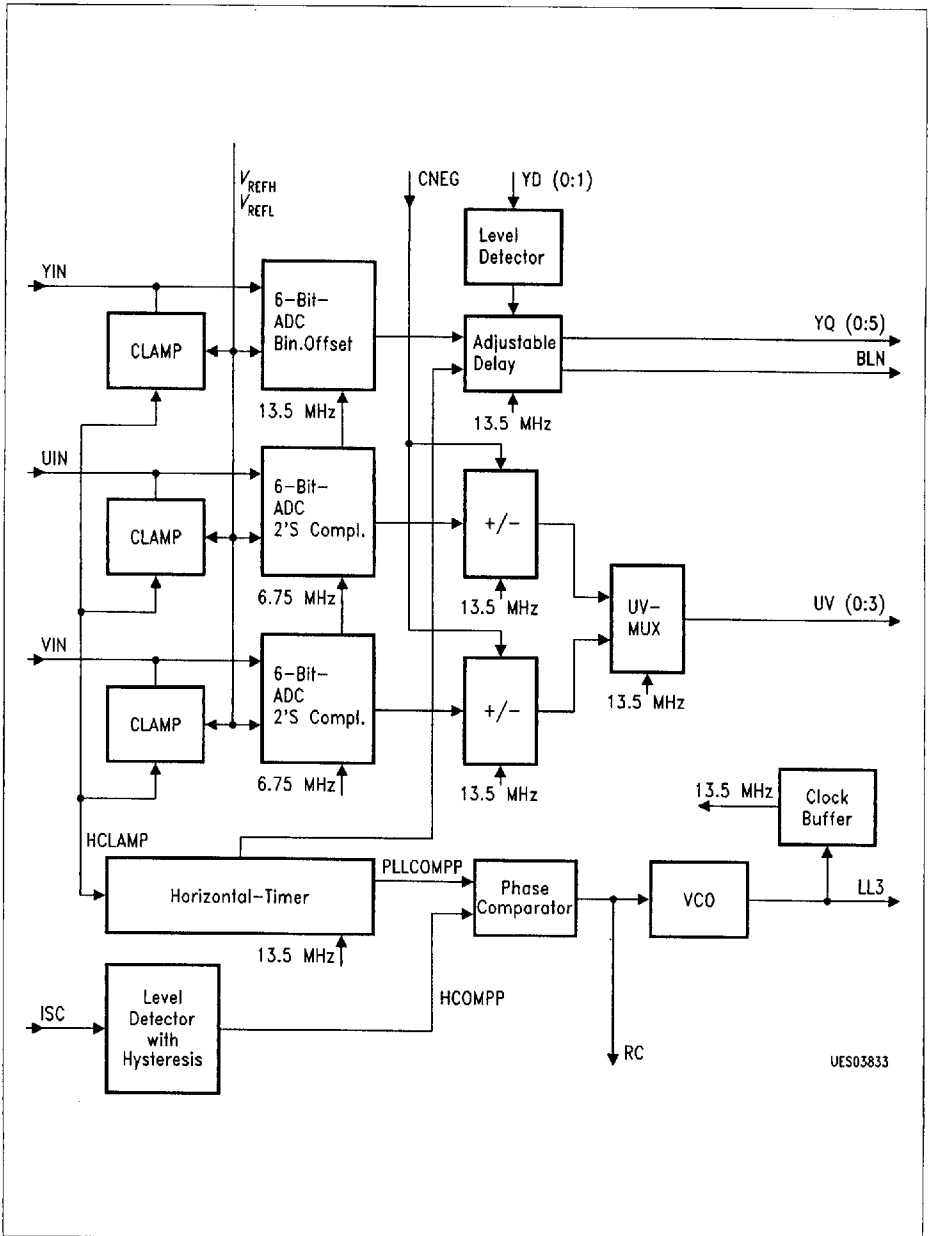 VREFH
VREFL
CNEG
YD (0:1)
Level
Detector
YIN
6-Bit-
ADC
Bin.Offset
CLAMP
Adjustable
Delay
YQ (0:5)
BLN
13.5 MHz
13.5 MHz
UIN
6-Bit-
ADC
2'S Compl.
CLAMP
+/-
6.75 MHz
13.5 MHz
UV-
MUX
UV (0:3)
VIN
6-Bit-
ADC
2'S Compl.
CLAMP
+/-
13.5 MHz
6.75 MHz
13.5 MHz
13.5 MHz
Clock
Buffer
HCLAMP
Horizontal-Timer
PLLCOMPP
Phase
Comparator
VCO
LL3
13.5 MHz
ISC
Level
Detector
with
Hysteresis
HCOMPP
RC
UES03833